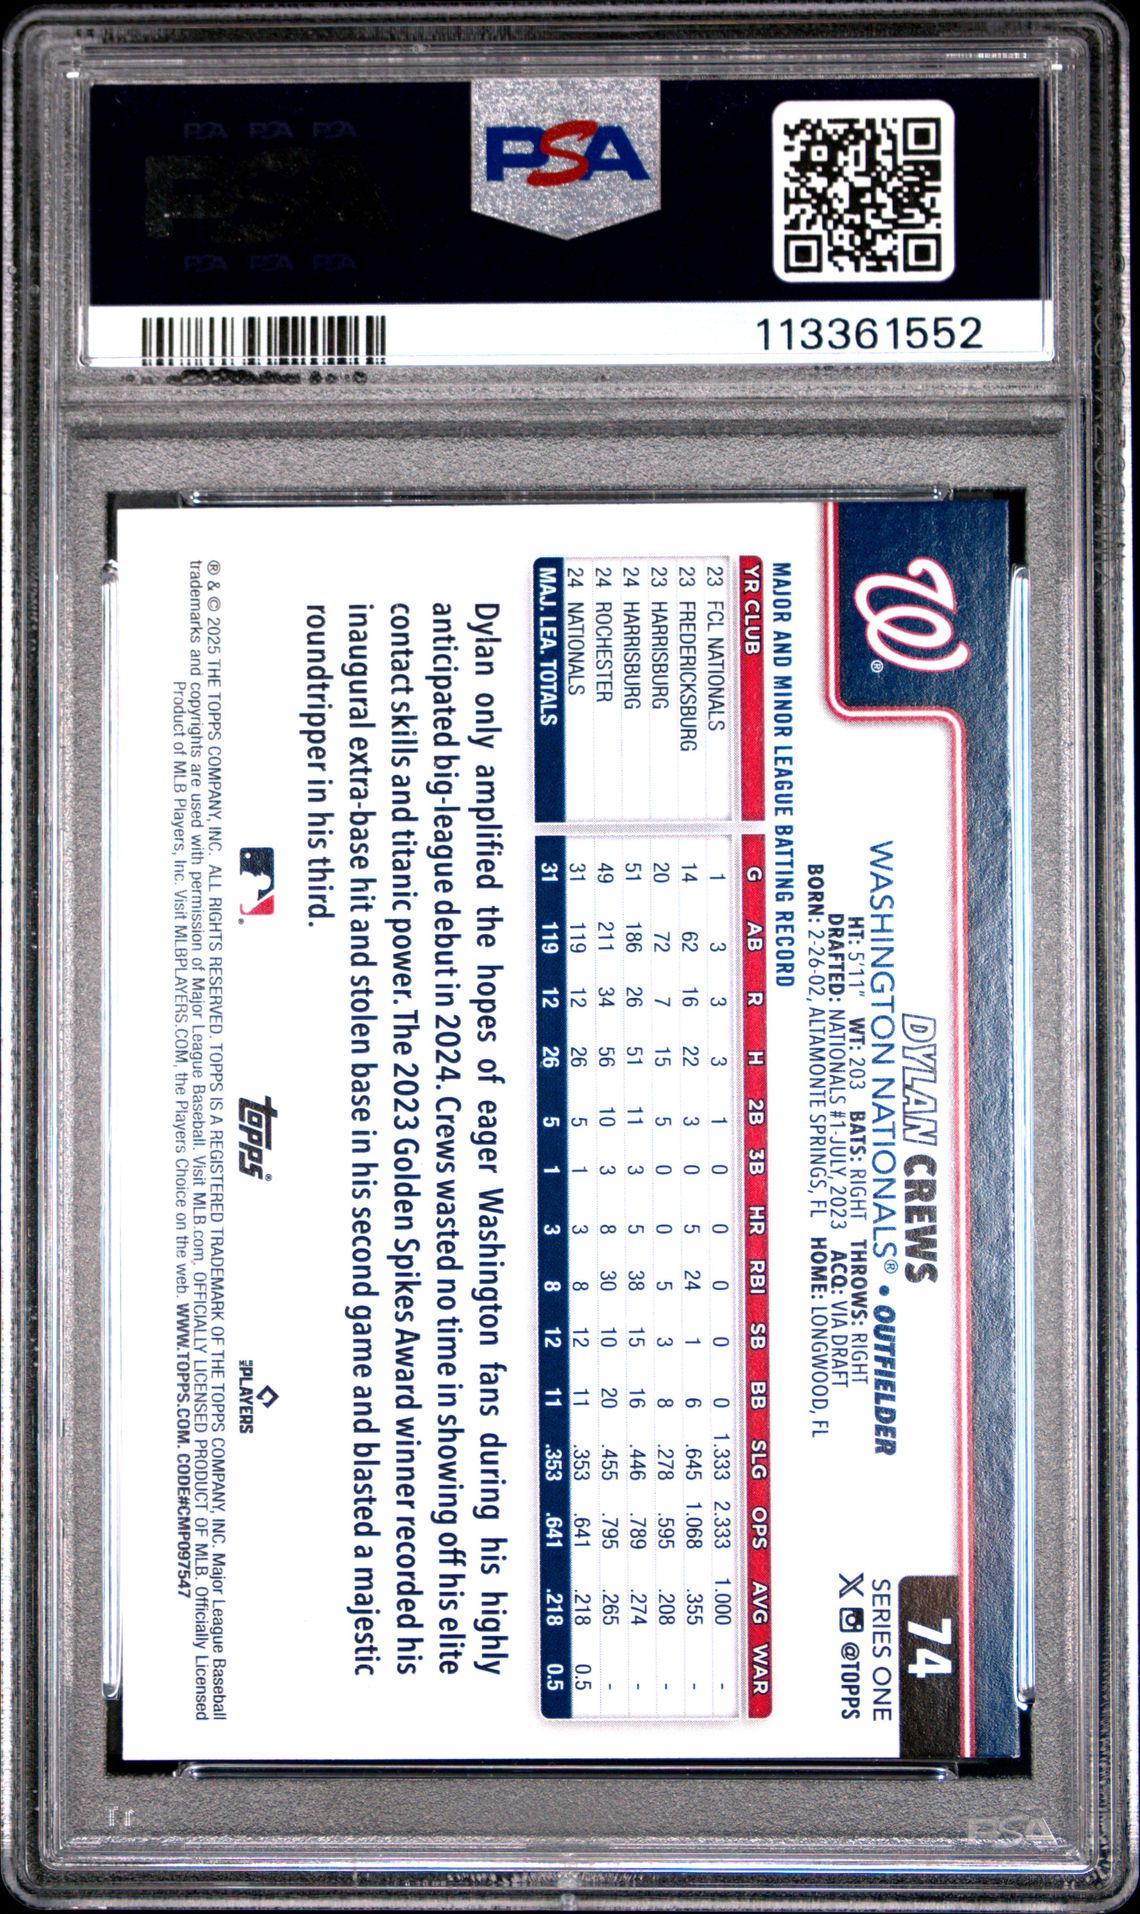 PSA PSA PSA
PSA
PSA PSA PSA
PSA
113361552
W®
DYLAN CREWS
WASHINGTON NATIONALS® • OUTFIELDER
HT: 5'11" WT: 203 BATS: RIGHT THROWS: RIGHT
DRAFTED: NATIONALS #1-JULY, 2023 ACQ: VIA DRAFT
BORN: 2-26-02, ALTAMONTE SPRINGS, FL HOME: LONGWOOD, FL
74
SERIES ONE
X @TOPPS
MAJOR AND MINOR LEAGUE BATTING RECORD
YR CLUB G AB R H 2B 3B HR RBI SB BB SLG OPS AVG WAR
23 FCL NATIONALS 1 3 3 3 1 0 0 0 0 0 1.333 2.333 1.000 -
23 FREDERICKSBURG 14 62 16 22 3 0 5 24 1 6 .645 1.068 .355 -
23 HARRISBURG 20 72 7 15 5 0 0 5 3 8 .278 .595 .208 -
24 HARRISBURG 51 186 26 51 11 3 5 38 15 16 .446 .789 .274 -
24 ROCHESTER 49 211 34 56 10 3 8 30 10 20 .455 .795 .265 -
24 NATIONALS 31 119 12 26 5 1 3 8 12 11 .353 .641 .218 0.5
MAJ. LEA. TOTALS 31 119 12 26 5 1 3 8 12 11 .353 .641 .218 0.5
Dylan only amplified the hopes of eager Washington fans during his highly
anticipated big-league debut in 2024. Crews wasted no time in showing off his elite
contact skills and titanic power. The 2023 Golden Spikes Award winner recorded his
inaugural extra-base hit and stolen base in his second game and blasted a majestic
roundtripper in his third.
topps®
PLAYERS
® & © 2025 THE TOPPS COMPANY, INC. ALL RIGHTS RESERVED. TOPPS IS A REGISTERED TRADEMARK OF THE TOPPS COMPANY, INC. Major League Baseball
trademarks and copyrights are used with permission of Major League Baseball. Visit MLB.com. OFFICIALLY LICENSED PRODUCT OF MLB. Officially Licensed
Product of MLB Players, Inc. Visit MLBPLAYERS.COM, the Players Choice on the web. WWW.TOPPS.COM. CODE#CMP097547
PSA